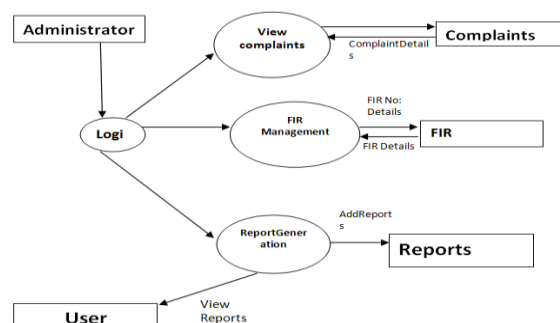 Administrator
View
complaints
ComplaintDetail
s
Complaints
Logi
FIR
Management
FIR No:
Details
FIR Details
FIR
ReportGener
ation
AddReport
s
Reports
View
Reports
User